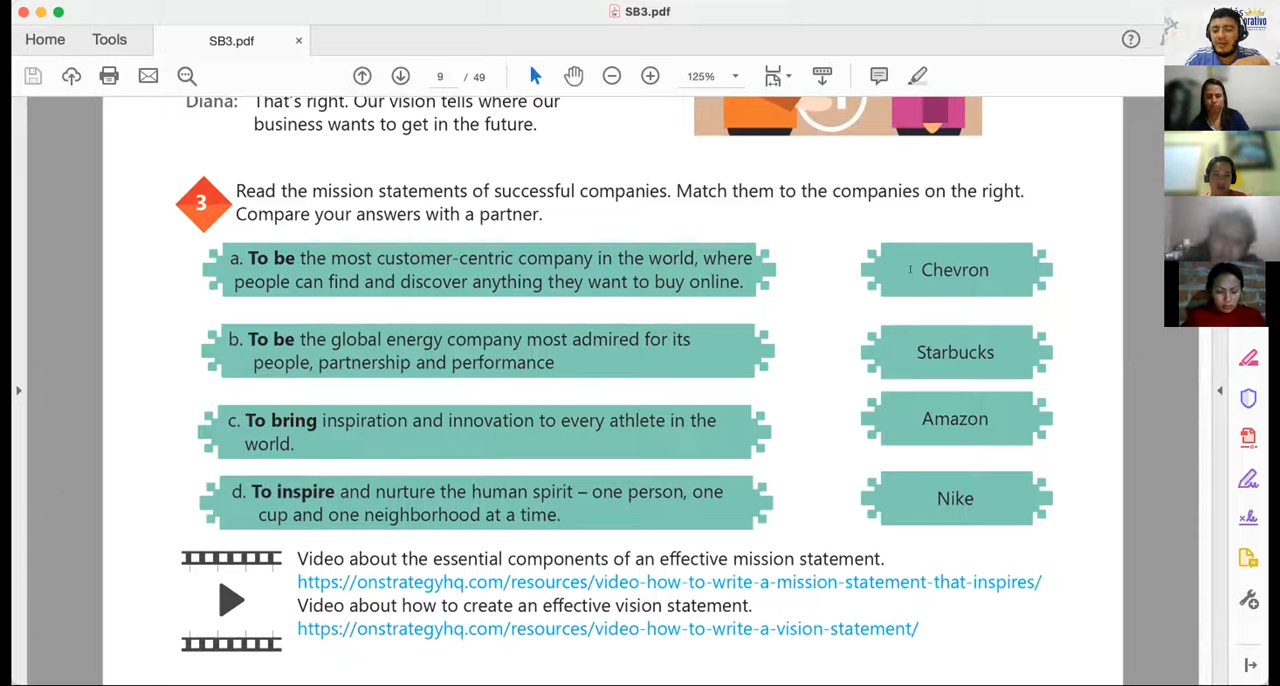 SB3.pdf
Home
Tools
SB3.pdf
×
9
/ 49
125%
Diana: That's right. Our vision tells where our
business wants to get in the future.
3
Read the mission statements of successful companies. Match them to the companies on the right.
Compare your answers with a partner.
a. To be the most customer-centric company in the world, where
people can find and discover anything they want to buy online.
Chevron
b. To be the global energy company most admired for its
people, partnership and performance
Starbucks
c. To bring inspiration and innovation to every athlete in the
world.
Amazon
d. To inspire and nurture the human spirit – one person, one
cup and one neighborhood at a time.
Nike
Video about the essential components of an effective mission statement.
https://onstrategyhq.com/resources/video-how-to-write-a-mission-statement-that-inspires/
Video about how to create an effective vision statement.
https://onstrategyhq.com/resources/video-how-to-write-a-vision-statement/